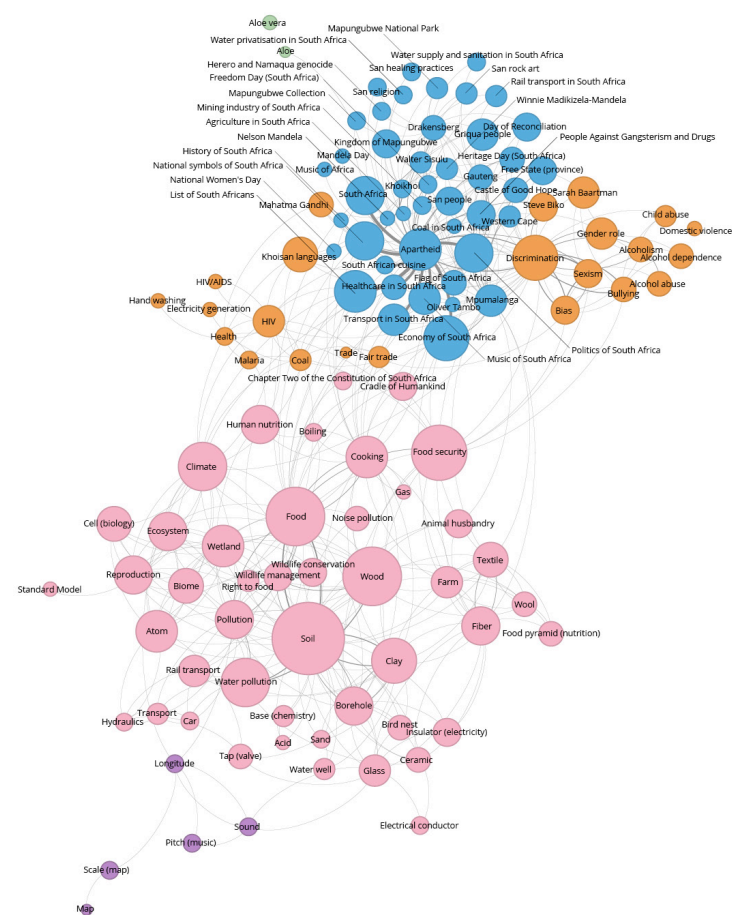 Aloe vera
Mapungubwe National Park
Water privatisation in South Africa
Aloe
Water supply and sanitation in South Africa
Herero and Namaqua genocide
San healing practices
San rock art
Freedom Day (South Africa)
Rail transport in South Africa
Mapungubwe Collection
San religion
Winnie Madikizela-Mandela
Mining industry of South Africa
Agriculture in South Africa
Drakensberg
Griqua people
Day of Reconciliation
Nelson Mandela
Kingdom of Mapungubwe
People Against Gangsterism and Drugs
History of South Africa
Mandela Day
Walter Sisulu
Heritage Day (South Africa)
National symbols of South Africa
Music of Africa
Free State (province)
National Women's Day
Gauteng
List of South Africans
South Africa
Khoikhoi
Castle of Good Hope
Sarah Baartman
Mahatma Gandhi
San people
Steve Biko
Child abuse
Western Cape
Coal in South Africa
Gender role
Domestic violence
Khoisan languages
Apartheid
Discrimination
Alcoholism
Alcohol dependence
South African cuisine
Sexism
HIV/AIDS
Flag of South Africa
Alcohol abuse
Healthcare in South Africa
Bullying
Hand washing
Mpumalanga
Electricity generation
Oliver Tambo
Bias
HIV
Transport in South Africa
Health
Economy of South Africa
Politics of South Africa
Trade
Fair trade
Music of South Africa
Malaria
Coal
Chapter Two of the Constitution of South Africa
Cradle of Humankind
Human nutrition
Boiling
Food security
Cooking
Climate
Gas
Food
Noise pollution
Cell (biology)
Animal husbandry
Ecosystem
Wetland
Textile
Wildlife conservation
Reproduction
Wildlife management
Wood
Farm
Standard Model
Biome
Right to food
Wool
Pollution
Fiber
Atom
Food pyramid (nutrition)
Soil
Clay
Rail transport
Water pollution
Borehole
Transport
Base (chemistry)
Hydraulics
Car
Bird nest
Insulator (electricity)
Acid
Sand
Tap (valve)
Ceramic
Longitude
Water well
Glass
Sound
Electrical conductor
Pitch (music)
Scale (map)
Map